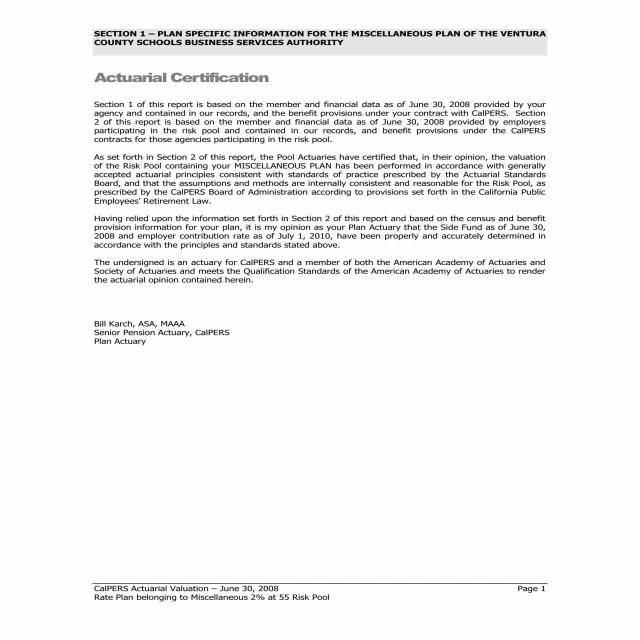 SECTION 1 – PLAN SPECIFIC INFORMATION FOR THE MISCELLANEOUS PLAN OF THE VENTURA
COUNTY SCHOOLS BUSINESS SERVICES AUTHORITY
Actuarial Certification
Section 1 of this report is based on the member and financial data as of June 30, 2008 provided by your
agency and contained in our records, and the benefit provisions under your contract with CalPERS. Section
2 of this report is based on the member and financial data as of June 30, 2008 provided by employers
participating in the risk pool and contained in our records, and benefit provisions under the CalPERS
contracts for those agencies participating in the risk pool.
As set forth in Section 2 of this report, the Pool Actuaries have certified that, in their opinion, the valuation
of the Risk Pool containing your MISCELLANEOUS PLAN has been performed in accordance with generally
accepted actuarial principles consistent with standards of practice prescribed by the Actuarial Standards
Board, and that the assumptions and methods are internally consistent and reasonable for the Risk Pool, as
prescribed by the CalPERS Board of Administration according to provisions set forth in the California Public
Employees' Retirement Law.
Having relied upon the information set forth in Section 2 of this report and based on the census and benefit
provision information for your plan, it is my opinion as your Plan Actuary that the Side Fund as of June 30,
2008 and employer contribution rate as of July 1, 2010, have been properly and accurately determined in
accordance with the principles and standards stated above.
The undersigned is an actuary for CalPERS and a member of both the American Academy of Actuaries and
Society of Actuaries and meets the Qualification Standards of the American Academy of Actuaries to render
the actuarial opinion contained herein.
Bill Karch, ASA, MAAA
Senior Pension Actuary, CalPERS
Plan Actuary
CalPERS Actuarial Valuation – June 30, 2008 Page 1
Rate Plan belonging to Miscellaneous 2% at 55 Risk Pool